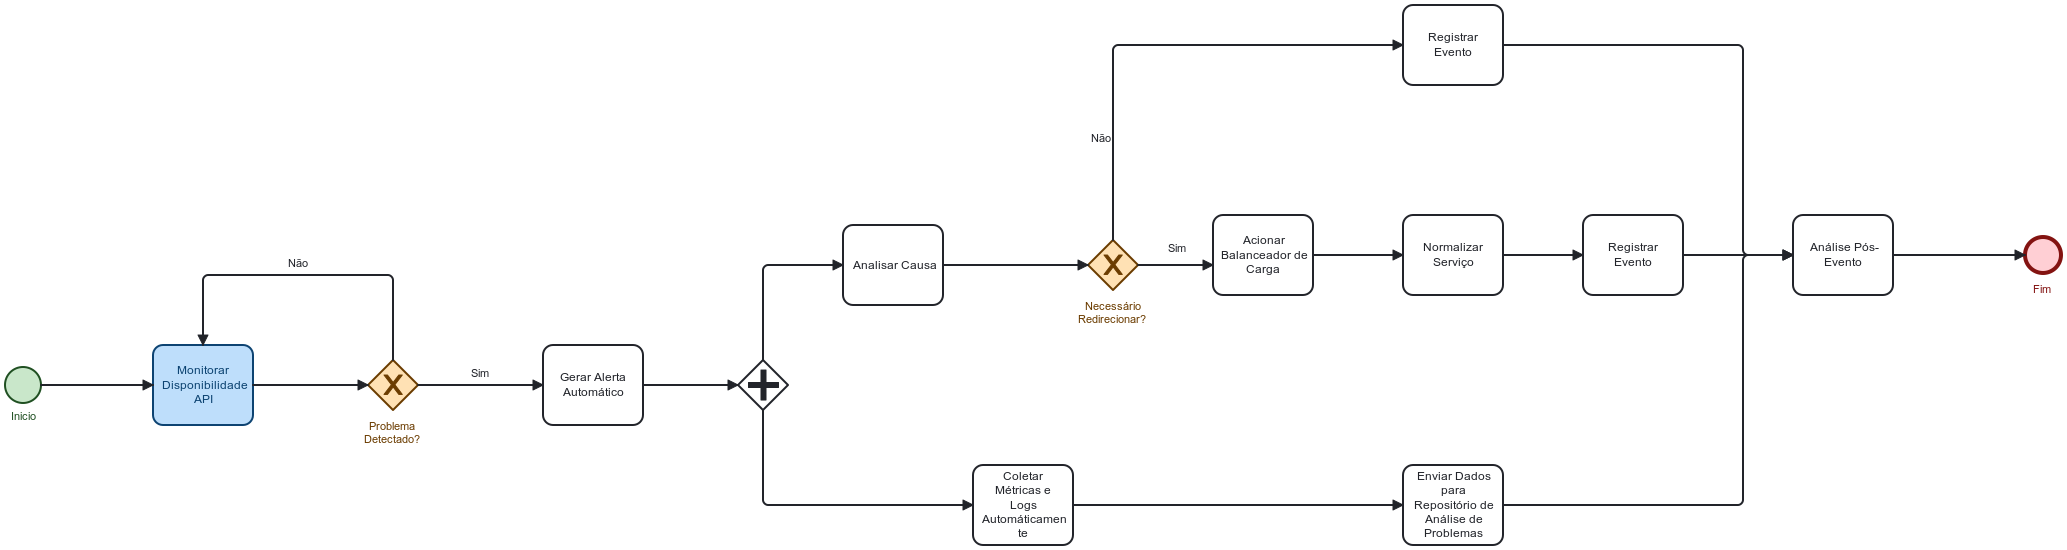 Registrar
Evento
Não
Analisar Causa
Necessário
Redirecionar?
Sim
Acionar
Balanceador de
Carga
Normalizar
Serviço
Registrar
Evento
Análise Pós-
Evento
Fim
Inicio
Não
Monitorar
Disponibilidade
API
Problema
Detectado?
Sim
Gerar Alerta
Automático
Coletar
Métricas e
Logs
Automáticamen
te
Enviar Dados
para
Repositório de
Análise de
Problemas